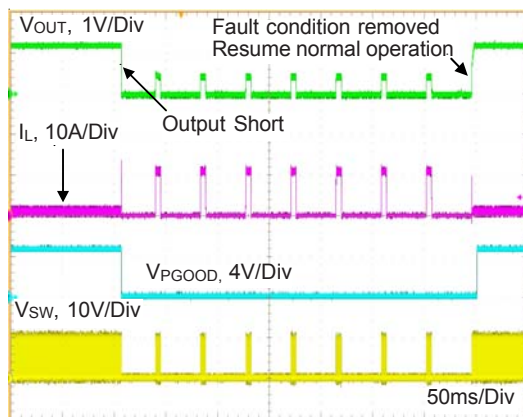 VOUT, 1V/Div
Fault condition removed
Resume normal operation
Output Short
IL, 10A/Div
VPGOOD, 4V/Div
VSW, 10V/Div
50ms/Div